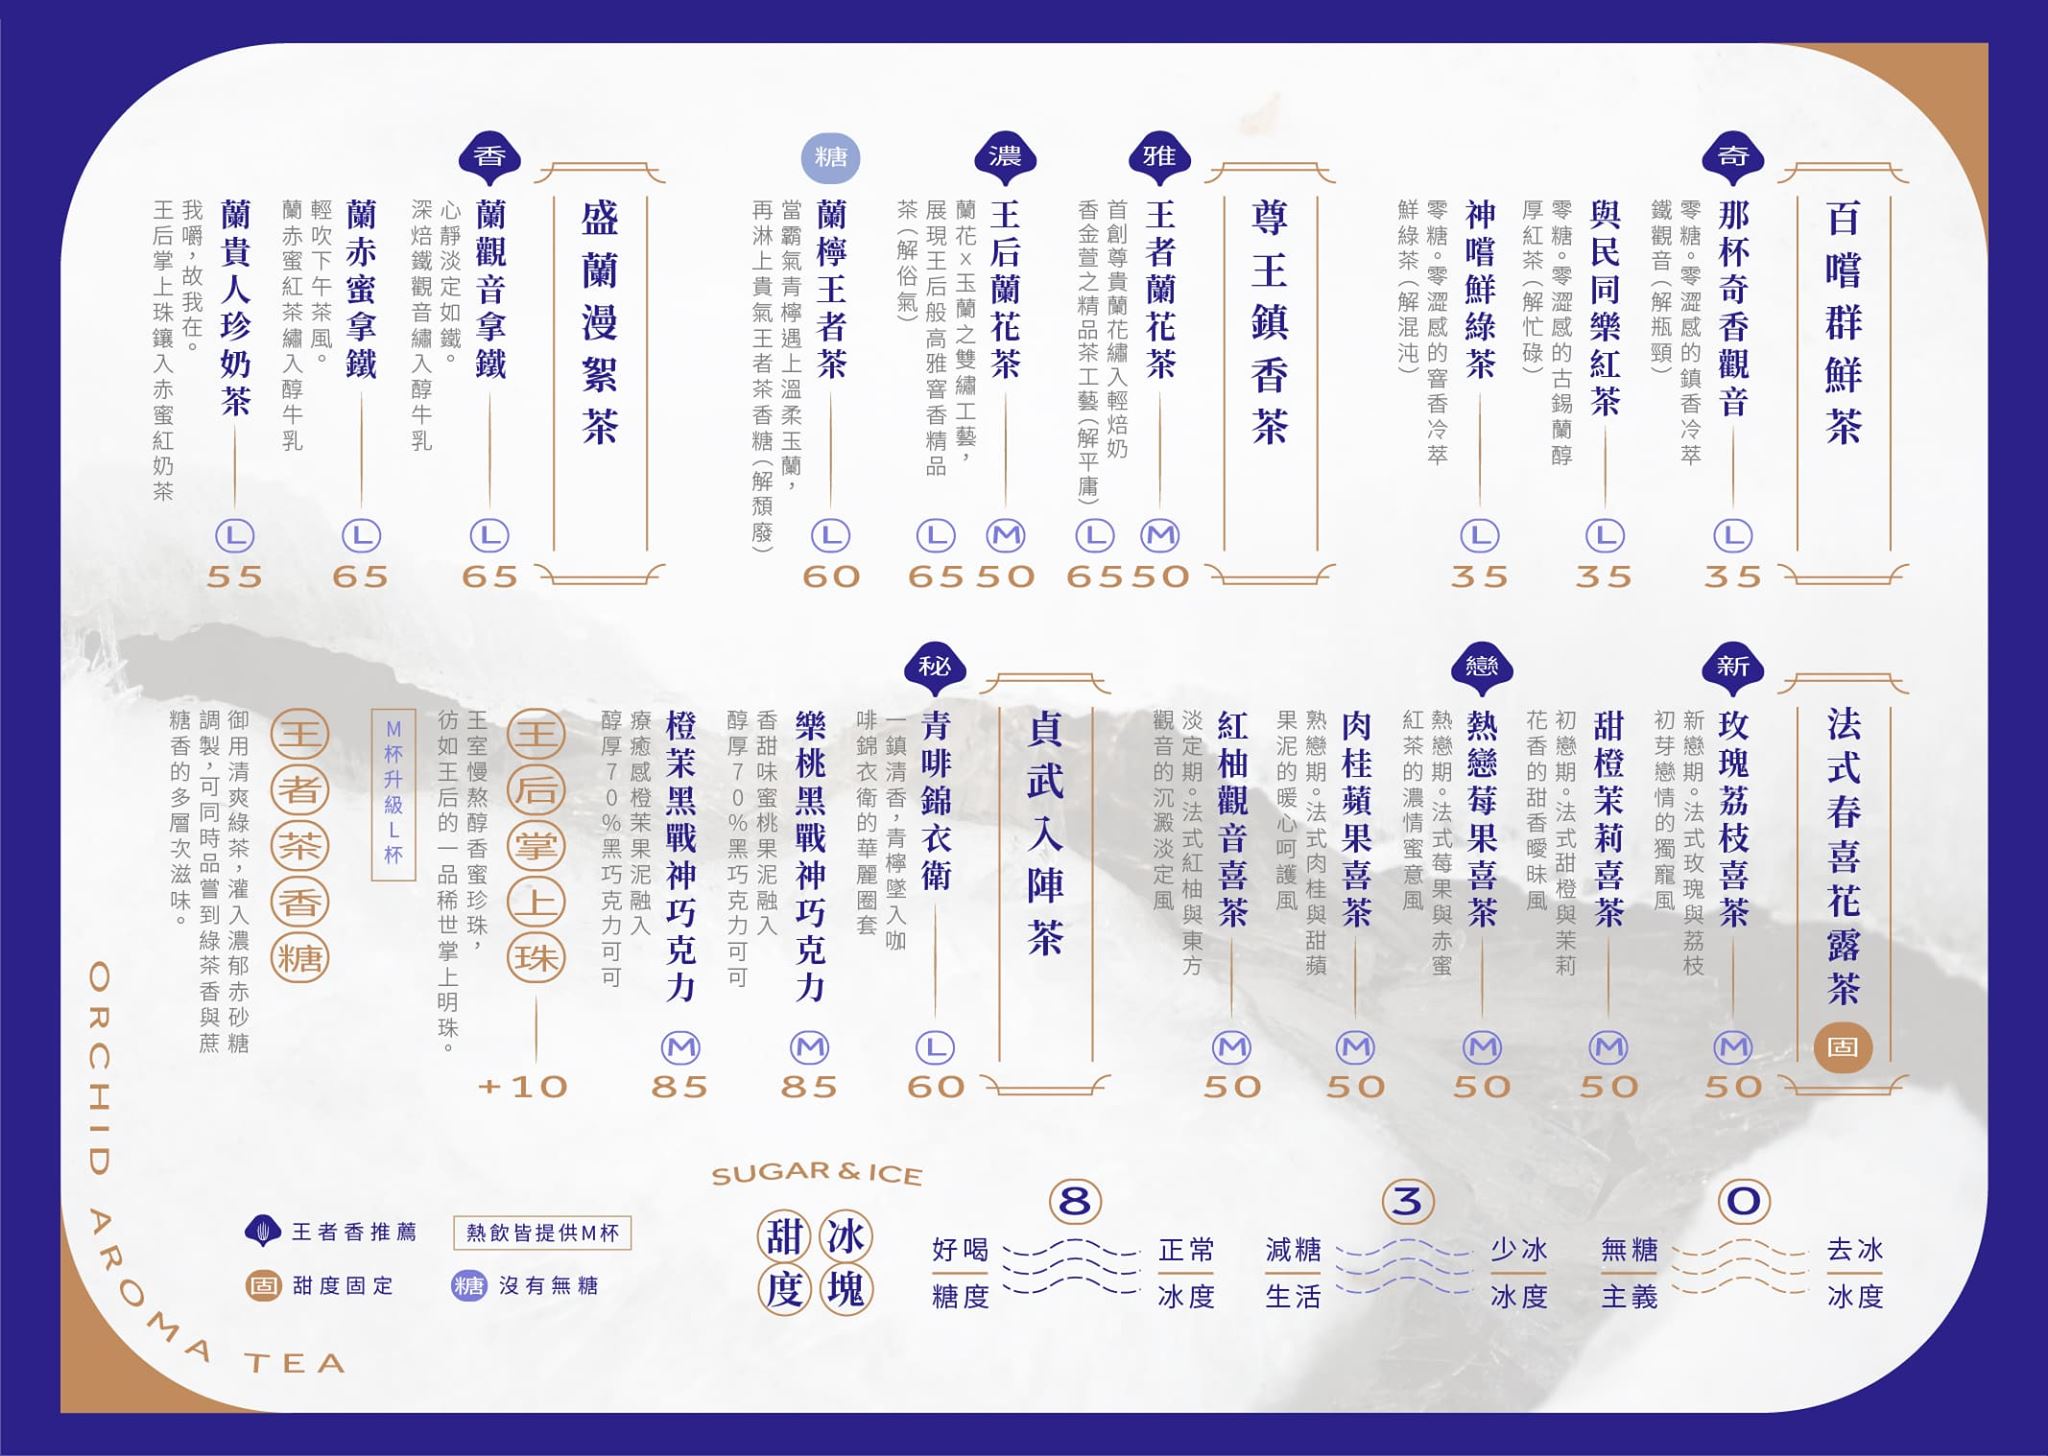 百嚐群鮮茶
奇
那杯奇香觀音
零糖。零澀感的鎮香冷萃
鐵觀音（解瓶頸）
L
35
與民同樂紅茶
零糖。零澀感的古錫蘭醇
厚紅茶（解忙碌）
L
35
神嚐鮮綠茶
零糖。零澀感的窨香冷萃
鮮綠茶（解混沌）
L
35
尊王鎮香茶
雅
王者蘭花茶
首創尊貴蘭花繡入輕焙奶
香金萱之精品茶工藝（解平庸）
M
50
L
65
濃
王后蘭花茶
蘭花x玉蘭之雙繡工藝，
展現王后般高雅窨香精品
茶（解俗氣）
M
50
L
65
糖
蘭檸王者茶
當霸氣青檸遇上溫柔玉蘭，
再淋上貴氣王者茶香糖（解頹廢）
L
60
盛蘭漫絮茶
香
蘭觀音拿鐵
心靜淡定如鐵。
深焙鐵觀音繡入醇牛乳
L
65
蘭赤蜜拿鐵
輕吹下午茶風。
蘭赤蜜紅茶繡入醇牛乳
L
65
蘭貴人珍奶茶
我嚼，故我在。
王后掌上珠鑲入赤蜜紅奶茶
L
55
法式春喜花露茶
固
新
玫瑰荔枝喜茶
新戀期。法式玫瑰與荔枝
初芽戀情的獨寵風
M
50
甜橙茉莉喜茶
初戀期。法式甜橙與茉莉
花香的甜香曖昧風
M
50
戀
熱戀莓果喜茶
熱戀期。法式莓果與赤蜜
紅茶的濃情蜜意風
M
50
肉桂蘋果喜茶
熟戀期。法式肉桂與甜蘋
果泥的暖心呵護風
M
50
紅柚觀音喜茶
淡定期。法式紅柚與東方
觀音的沉澱淡定風
M
50
貞武入陣茶
秘
青啡錦衣衛
一鎮清香，青檸墜入咖
啡錦衣衛的華麗圈套
L
60
樂桃黑戰神巧克力
香甜味蜜桃果泥融入
醇厚70%黑巧克力可可
M
85
橙茉黑戰神巧克力
療癒感橙茉果泥融入
醇厚70%黑巧克力可可
M
85
王后掌上珠
王室慢熬醇香蜜珍珠，
彷如王后的一品稀世掌上明珠。
+10
M杯升級L杯
王者茶香糖
御用清爽綠茶，灌入濃郁赤砂糖
調製，可同時品嘗到綠茶香與蔗
糖香的多層次滋味。
ORCHID AROMA TEA
王者香推薦
熱飲皆提供M杯
固 甜度固定
糖 沒有無糖
SUGAR & ICE
甜度
冰塊
8
好喝糖度
正常冰度
3
減糖生活
少冰冰度
0
無糖主義
去冰冰度